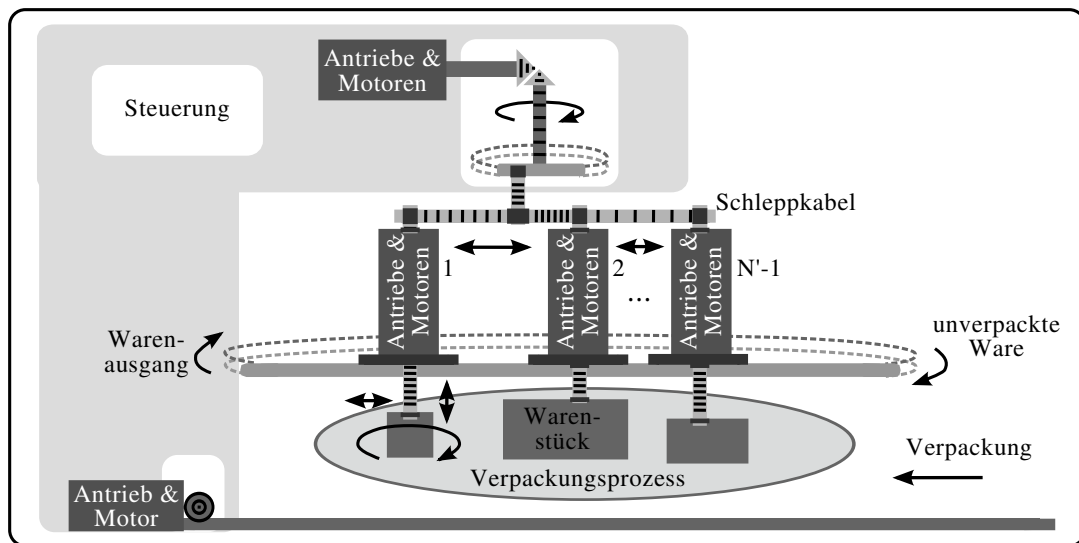 Antriebe &
Motoren
Steuerung
Schleppkabel
Antriebe &
Motoren
1
Antriebe &
Motoren
2
...
Antriebe &
Motoren
N'-1
Waren-
ausgang
unverpackte
Ware
Waren-
stück
Verpackungsprozess
Verpackung
Antrieb &
Motor